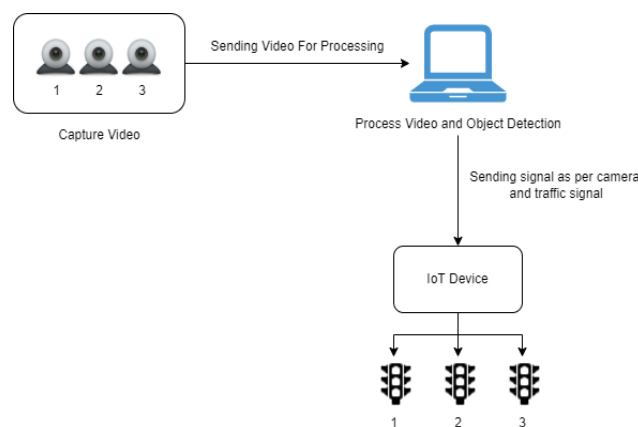 Sending Video For Processing
1 2 3
Capture Video
Process Video and Object Detection
Sending signal as per camera
and traffic signal
IoT Device
1 2 3